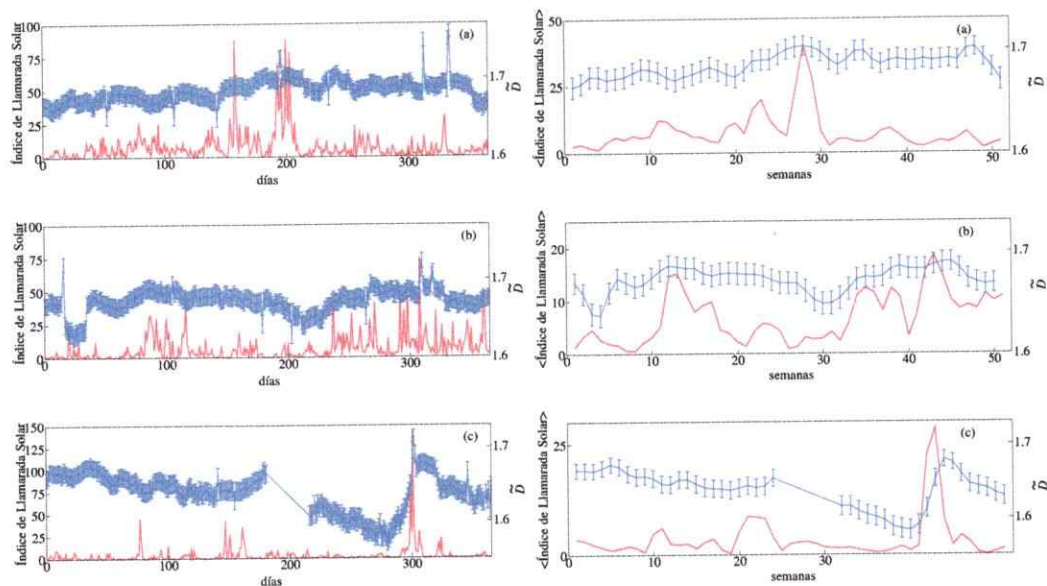 Índice de Llamarada Solar
100
75
50
25
0
(a)
1.7
1.6
D̃
100
200
300
días
<Índice de Llamarada Solar>
50
25
0
(a)
1.7
1.6
D̃
10
20
30
40
50
semanas
Índice de Llamarada Solar
100
75
50
25
0
(b)
1.7
1.6
D̃
100
200
300
días
<Índice de Llamarada Solar>
20
10
0
(b)
1.7
1.6
D̃
10
20
30
40
50
semanas
Índice de Llamarada Solar
150
125
100
75
50
25
0
(c)
1.7
1.6
D̃
0
100
200
300
días
<Índice de Llamarada Solar>
25
0
(c)
1.7
1.6
D̃
10
20
30
semanas